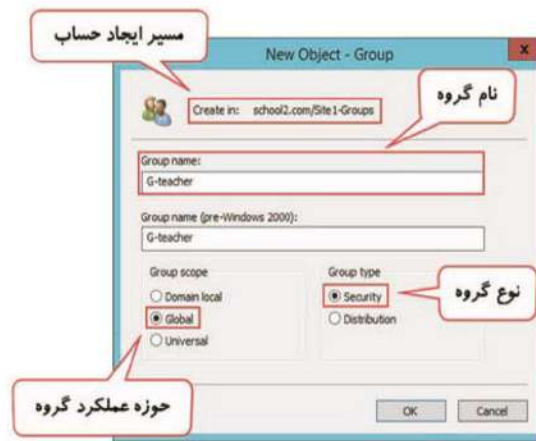 مسیر ایجاد حساب
New Object - Group
x
Create in: school2.com/Site1-Groups
نام گروه
Group name:
G-teacher
Group name (pre-Windows 2000):
G-teacher
Group scope
Domain local
Global
Universal
Group type
Security
Distribution
نوع گروه
حوزه عملکرد گروه
OK
Cancel